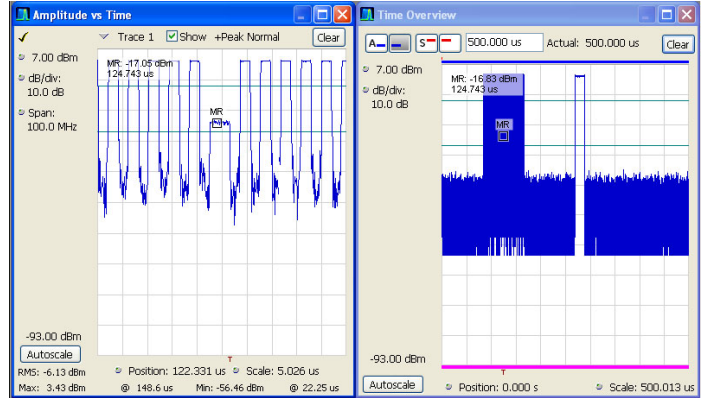 Amplitude vs Time
Trace 1 Show +Peak Normal Clear
7.00 dBm
MR: -17.05 dBm
124.743 us
dB/div:
10.0 dB
Span:
100.0 MHz
MR
-93.00 dBm
Autoscale
T
Position: 122.331 us Scale: 5.026 us
RMS: -6.13 dBm
Max: 3.43 dBm @ 148.6 us Min: -56.46 dBm @ 22.25 us
Time Overview
A S 500.000 us Actual: 500.000 us Clear
7.00 dBm
MR: -16.83 dBm
124.743 us
dB/div:
10.0 dB
MR
-93.00 dBm
T
Autoscale
Position: 0.000 s Scale: 500.013 us